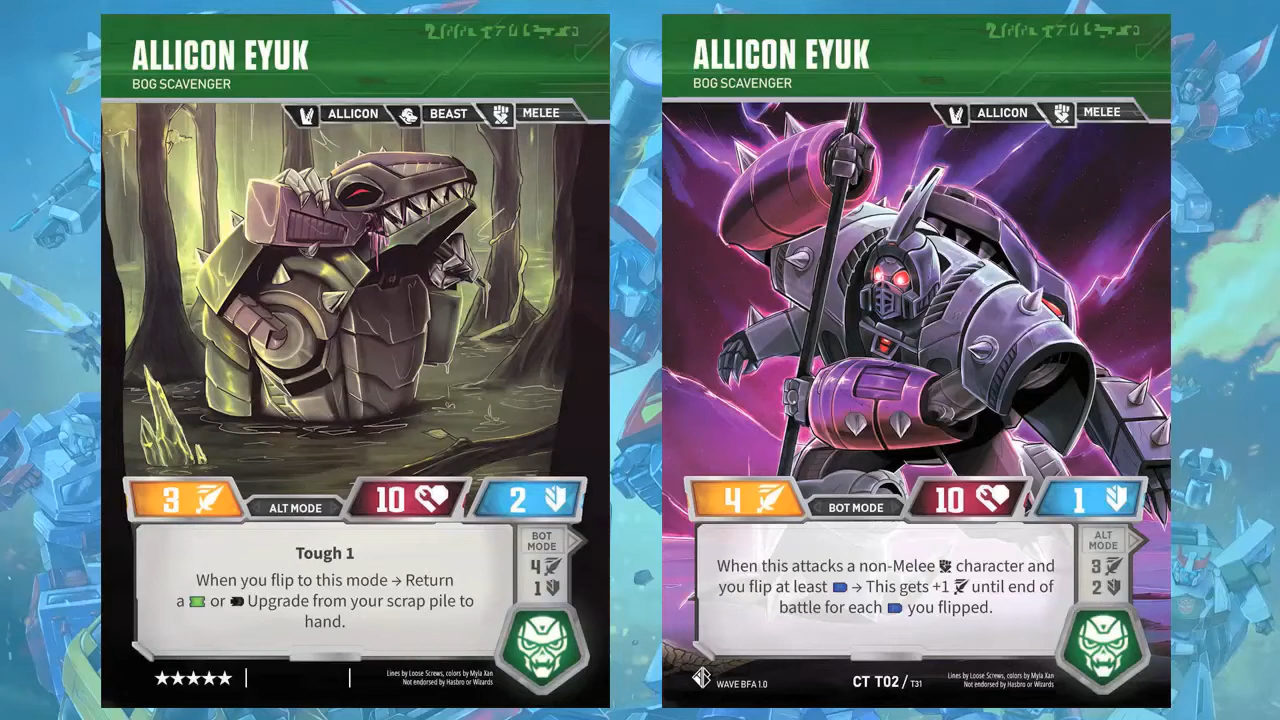 ALLICON EYUK
BOG SCAVENGER
ALLICON BEAST MELEE
3 ALT MODE 10 2
Tough 1
When you flip to this mode → Return
a or Upgrade from your scrap pile to
hand.
BOT
MODE
4
1
★★★★★
Lines by Loose Screws, colors by Myla Xan
Not endorsed by Hasbro or Wizards
ALLICON EYUK
BOG SCAVENGER
ALLICON MELEE
4 BOT MODE 10 1
When this attacks a non-Melee character and
you flip at least → This gets +1 until end of
battle for each you flipped.
ALT
MODE
3
2
WAVE BFA 1.0
CT T02 / T31
Lines by Loose Screws, colors by Myla Xan
Not endorsed by Hasbro or Wizards